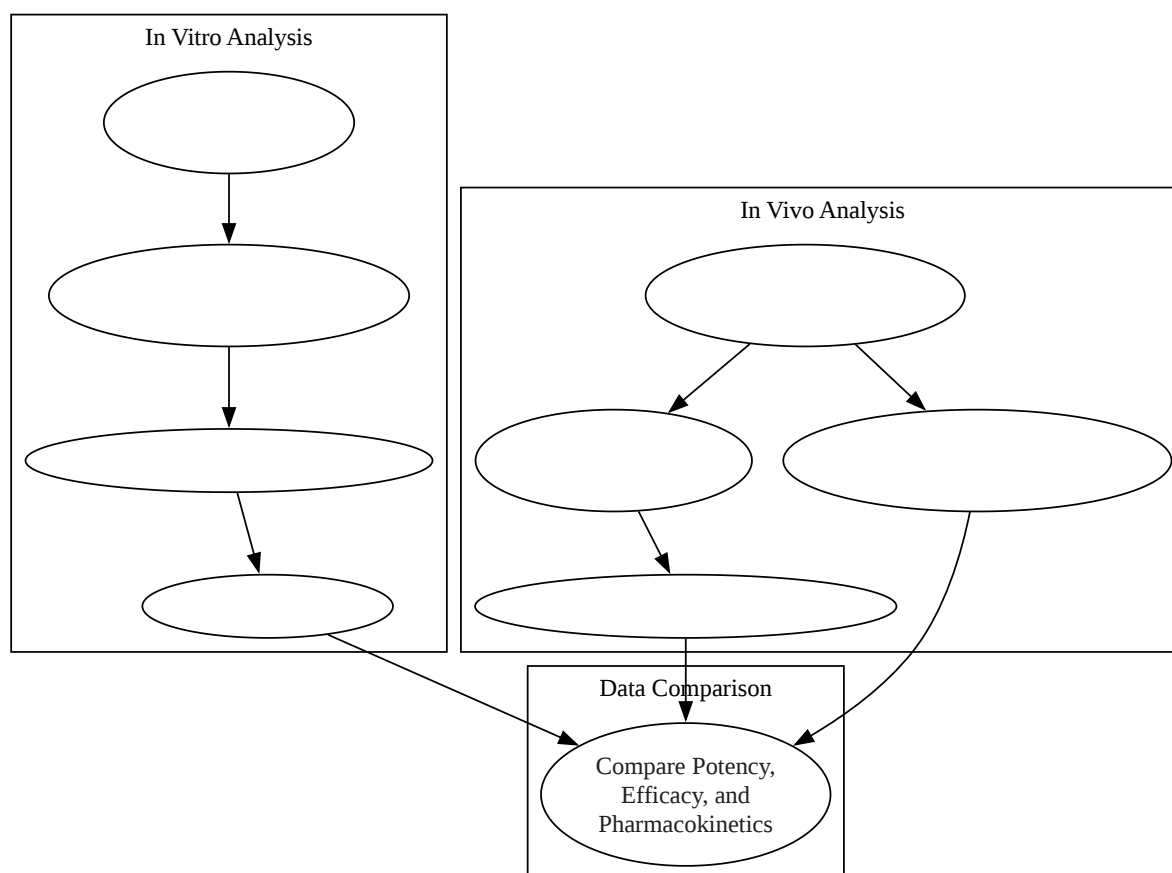 In Vitro Analysis
In Vivo Analysis
Data Comparison
Compare Potency,
Efficacy, and
Pharmacokinetics